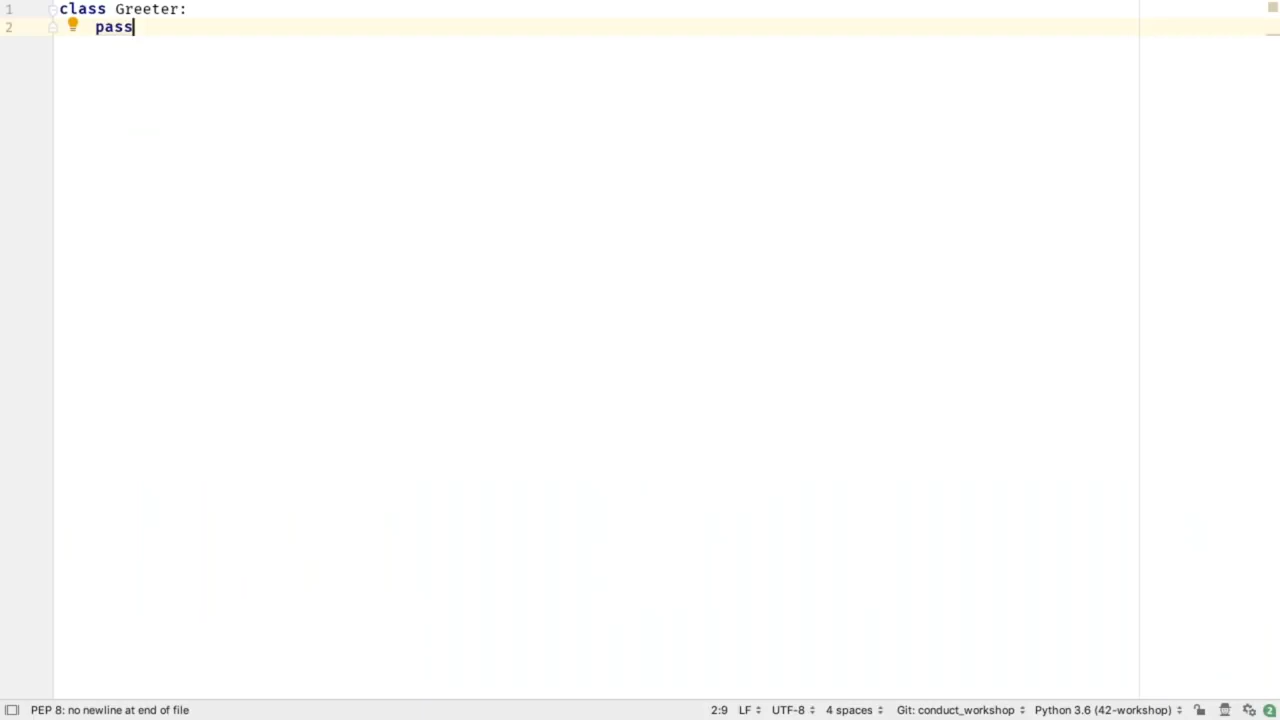 1 class Greeter:
2     pass
PEP 8: no newline at end of file 2:9 LF UTF-8 4 spaces Git: conduct_workshop Python 3.6 (42-workshop) 2